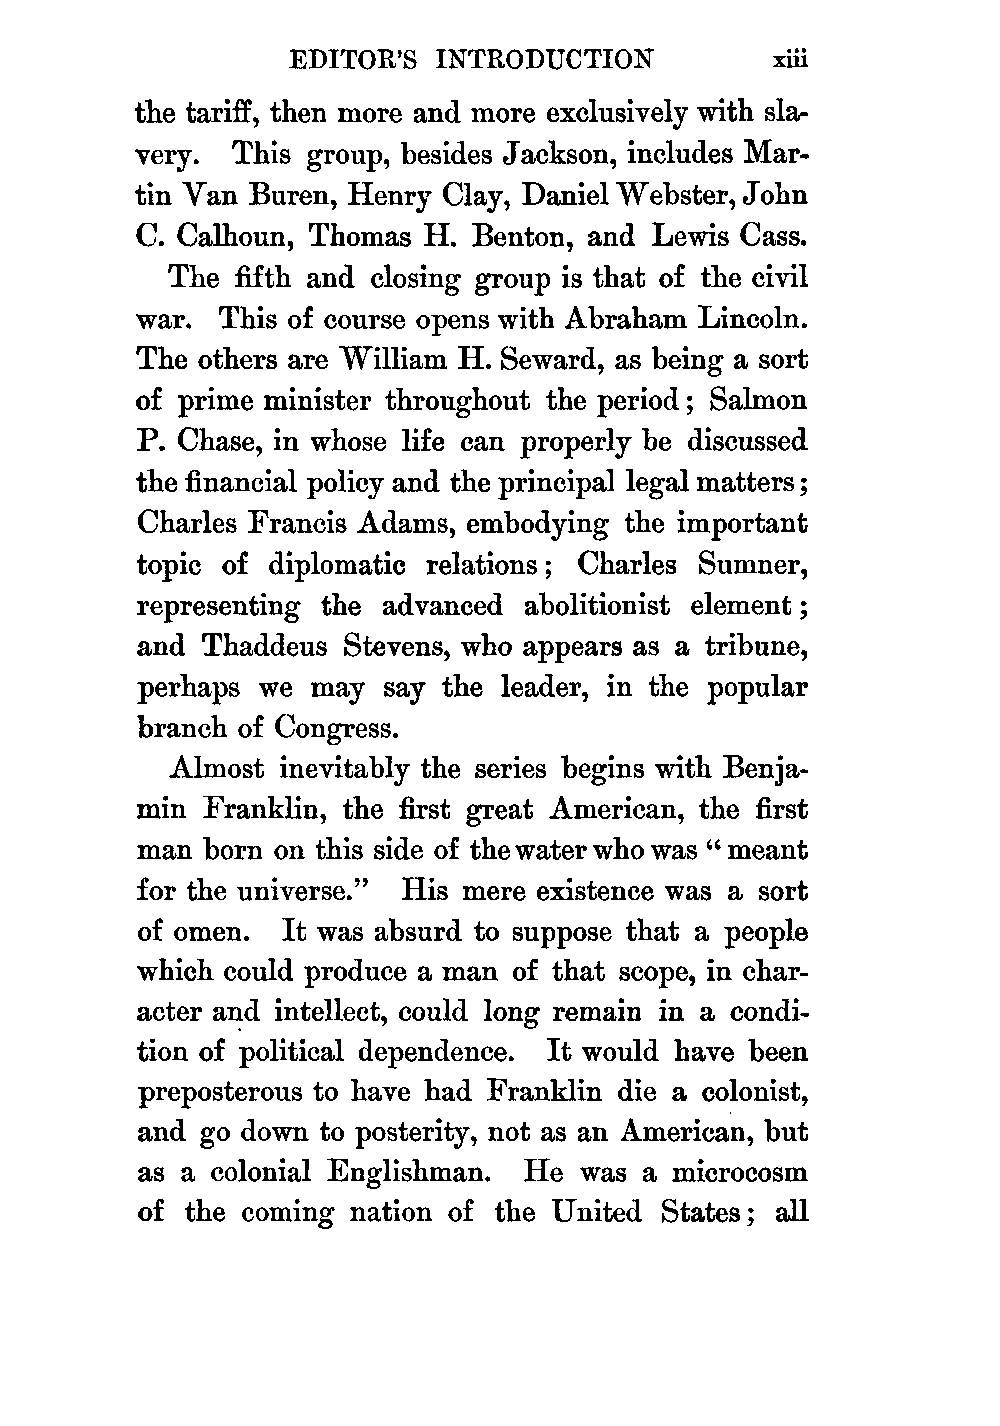 EDITOR'S INTRODUCTION xiii
the tariff, then more and more exclusively with sla-
very. This group, besides Jackson, includes Mar-
tin Van Buren, Henry Clay, Daniel Webster, John
C. Calhoun, Thomas H. Benton, and Lewis Cass.
The fifth and closing group is that of the civil
war. This of course opens with Abraham Lincoln.
The others are William H. Seward, as being a sort
of prime minister throughout the period; Salmon
P. Chase, in whose life can properly be discussed
the financial policy and the principal legal matters;
Charles Francis Adams, embodying the important
topic of diplomatic relations; Charles Sumner,
representing the advanced abolitionist element;
and Thaddeus Stevens, who appears as a tribune,
perhaps we may say the leader, in the popular
branch of Congress.
Almost inevitably the series begins with Benja-
min Franklin, the first great American, the first
man born on this side of the water who was "meant
for the universe." His mere existence was a sort
of omen. It was absurd to suppose that a people
which could produce a man of that scope, in char-
acter and intellect, could long remain in a condi-
tion of political dependence. It would have been
preposterous to have had Franklin die a colonist,
and go down to posterity, not as an American, but
as a colonial Englishman. He was a microcosm
of the coming nation of the United States; all